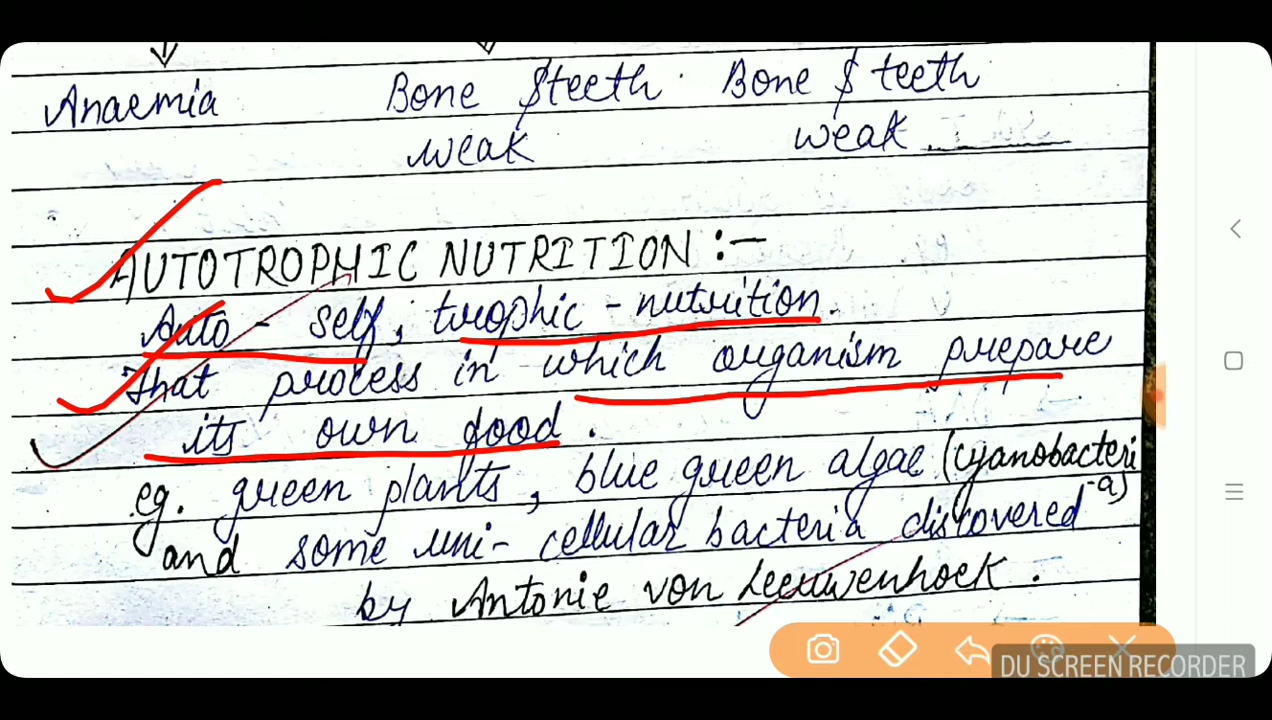 Anaemia Bone & teeth Bone & teeth
weak weak
AUTOTROPHIC NUTRITION :-
Auto - self, trophic - nutrition.
That process in which organism prepare
its own food.
eg. green plants, blue green algae (cyanobacteri
-a)
and some uni-cellular bacteria discovered
by Antonie von Leeuwenhoek.
DU SCREEN RECORDER